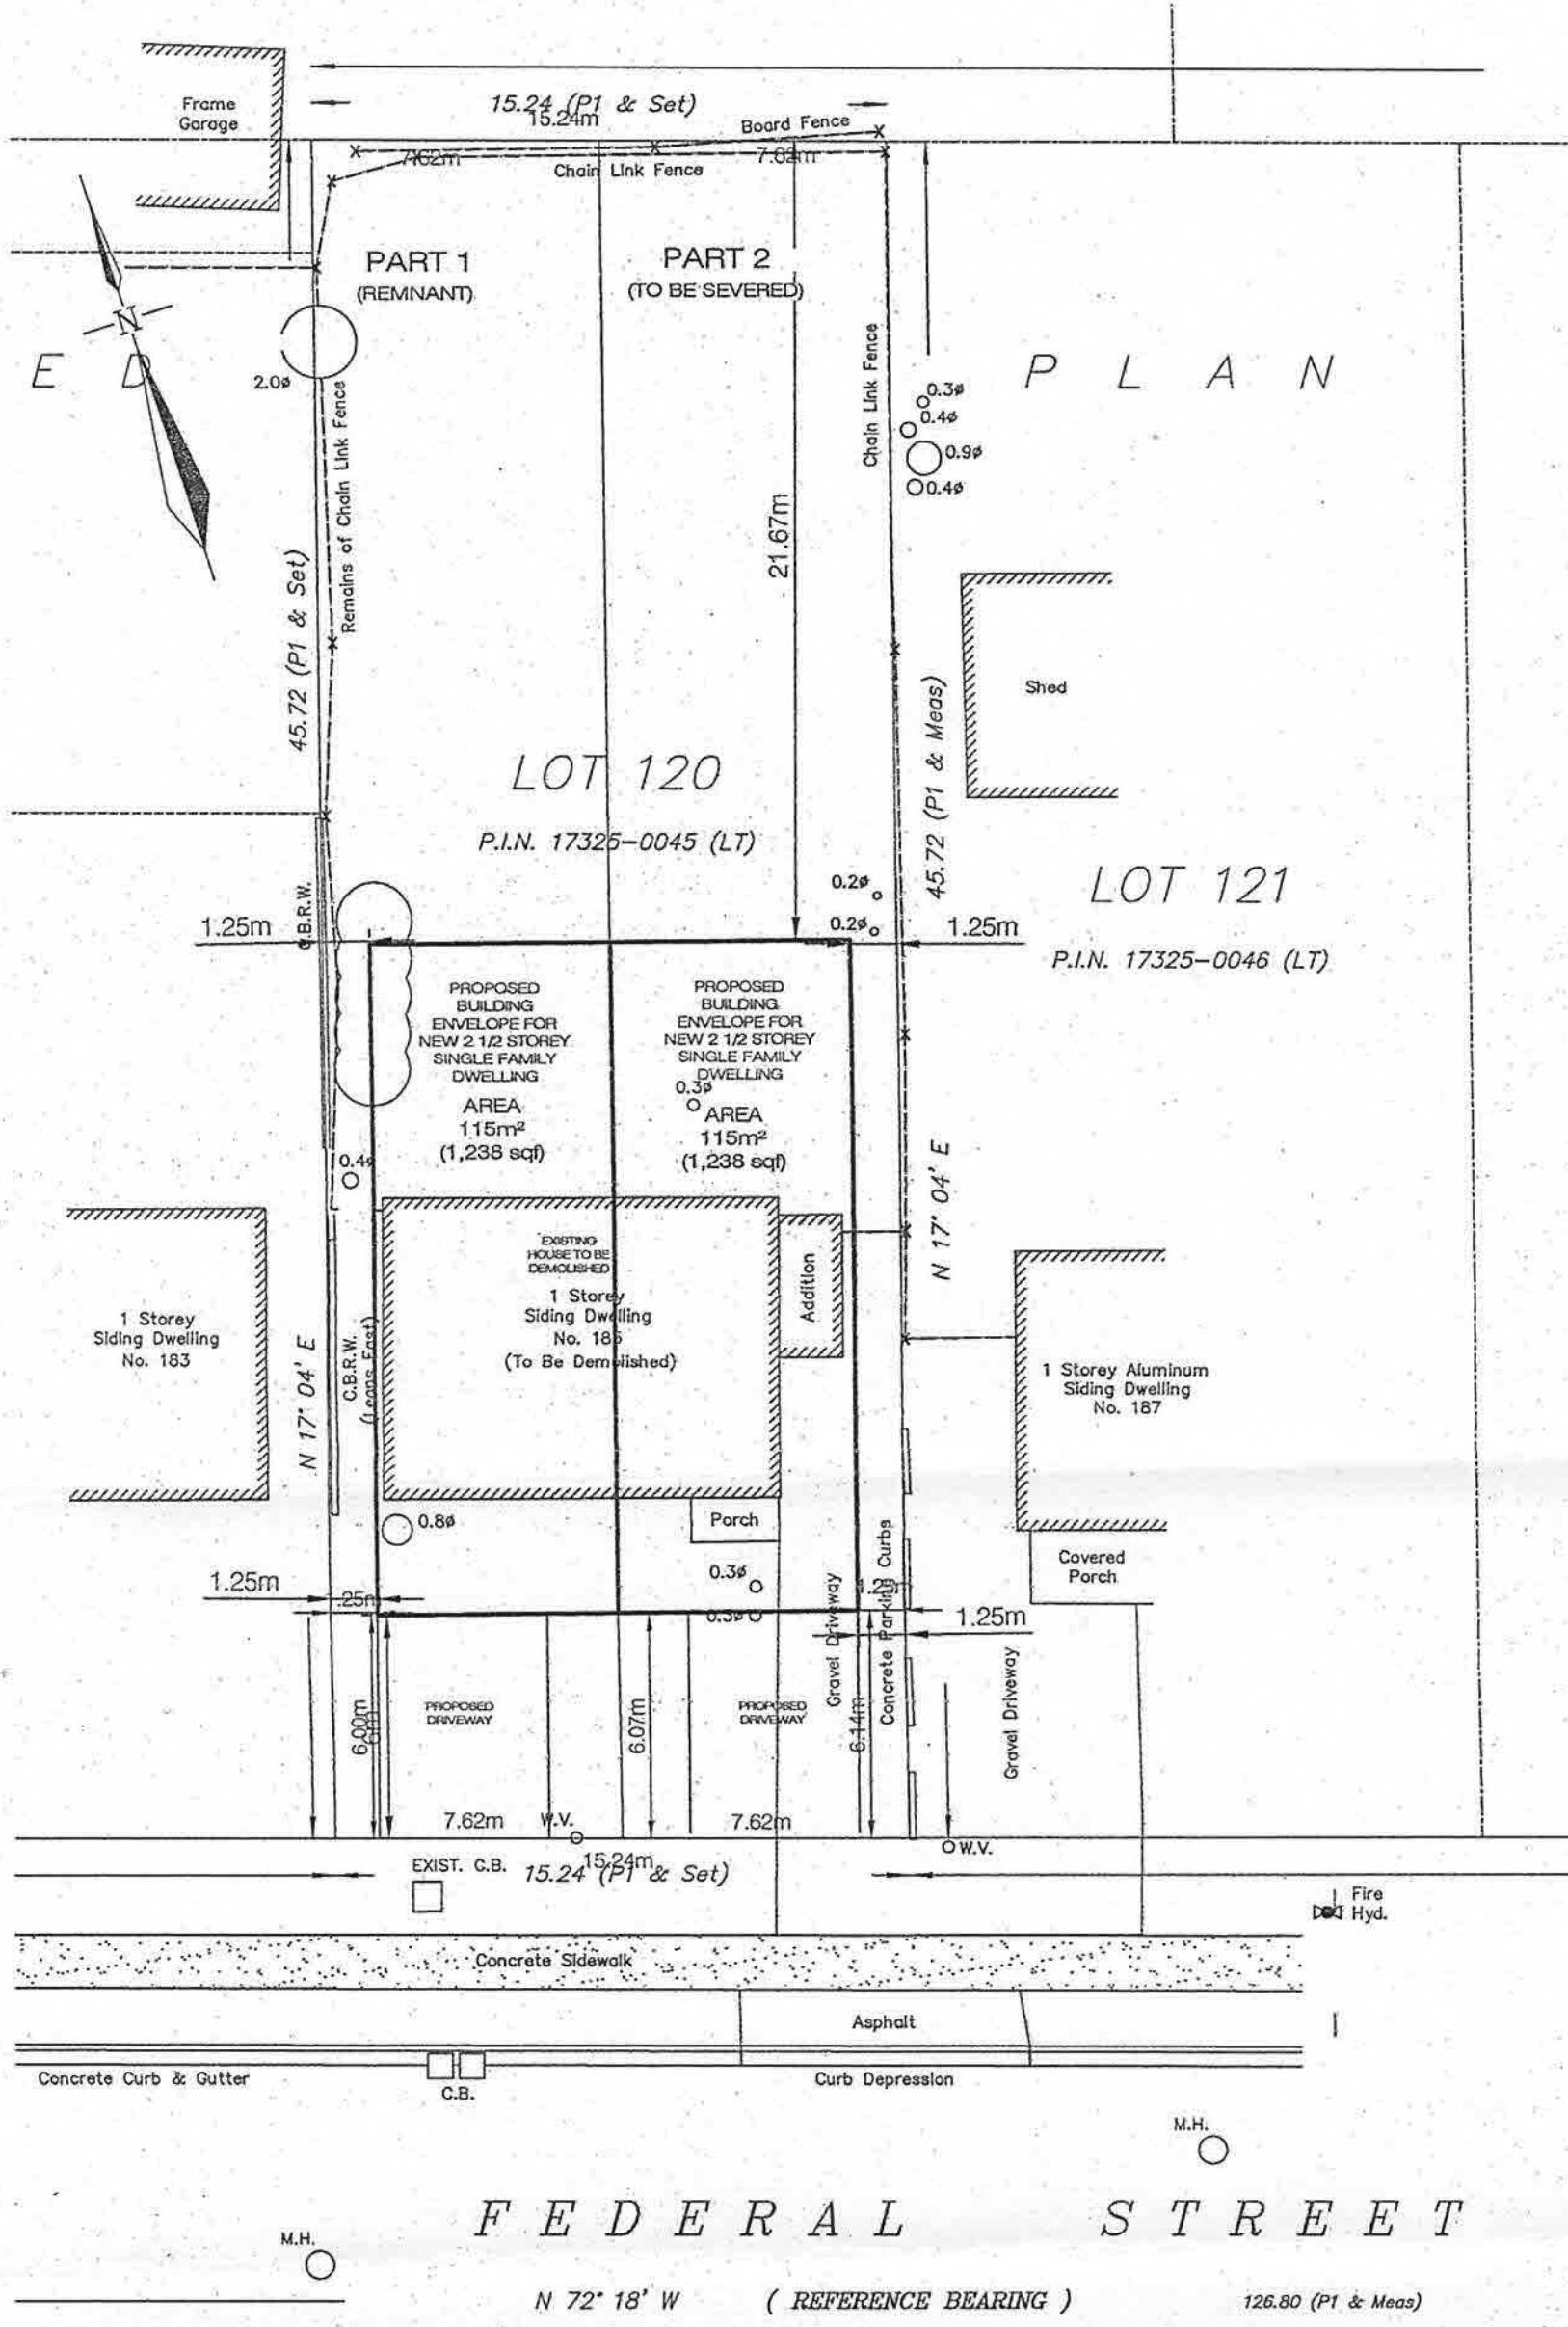 Frame
Garage
15.24 (P1 & Set)
15.24m
Board Fence
7.62m
7.62m
Chain Link Fence
PART 1
(REMNANT)
PART 2
(TO BE SEVERED)
N
E D
P L A N
2.0ø
Remains of Chain Link Fence
Chain Link Fence
0.3ø
0.4ø
0.9ø
0.4ø
21.67m
45.72 (P1 & Set)
45.72 (P1 & Meas)
Shed
LOT 120
P.I.N. 17325-0045 (LT)
LOT 121
P.I.N. 17325-0046 (LT)
0.2ø
0.2ø
1.25m
C.B.R.W.
1.25m
PROPOSED
BUILDING
ENVELOPE FOR
NEW 2 1/2 STOREY
SINGLE FAMILY
DWELLING
AREA
115m²
(1,238 sqf)
PROPOSED
BUILDING
ENVELOPE FOR
NEW 2 1/2 STOREY
SINGLE FAMILY
DWELLING
0.3ø
AREA
115m²
(1,238 sqf)
0.4ø
N 17° 04' E
EXISTING
HOUSE TO BE
DEMOLISHED
1 Storey
Siding Dwelling
No. 185
(To Be Demolished)
Addition
1 Storey
Siding Dwelling
No. 183
N 17° 04' E
C.B.R.W.
(Leans East)
1 Storey Aluminum
Siding Dwelling
No. 187
0.8ø
Porch
Covered
Porch
0.3ø
0.3ø
1.25m
.25m
1.25m
1.25m
Gravel Driveway
Concrete Parking Curbs
Gravel Driveway
6.00m
PROPOSED
DRIVEWAY
6.07m
PROPOSED
DRIVEWAY
6.14m
7.62m
W.V.
7.62m
W.V.
EXIST. C.B.
15.24m
15.24 (P1 & Set)
Fire
Hyd.
Concrete Sidewalk
Asphalt
Concrete Curb & Gutter
C.B.
Curb Depression
M.H.
FEDERAL STREET
M.H.
N 72° 18' W ( REFERENCE BEARING ) 126.80 (P1 & Meas)